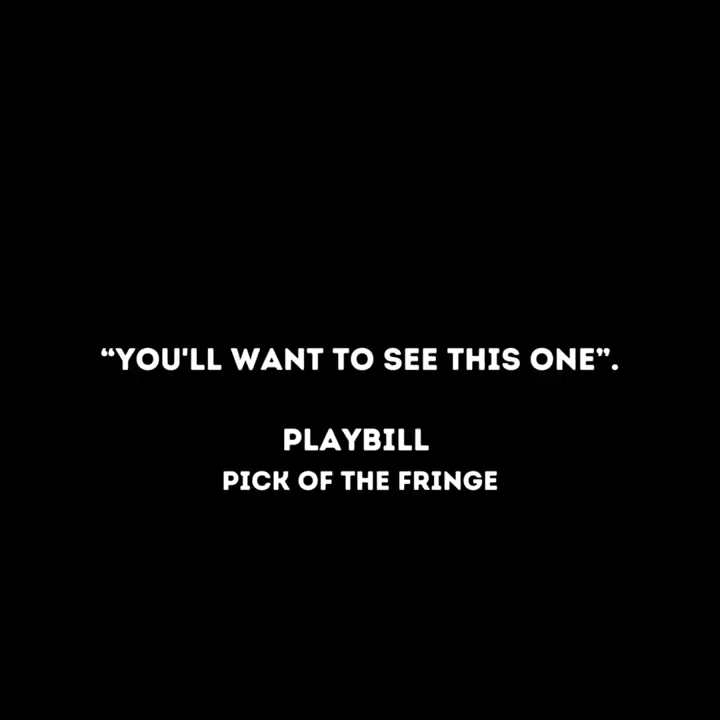 “YOU'LL WANT TO SEE THIS ONE”.
PLAYBILL
PICK OF THE FRINGE